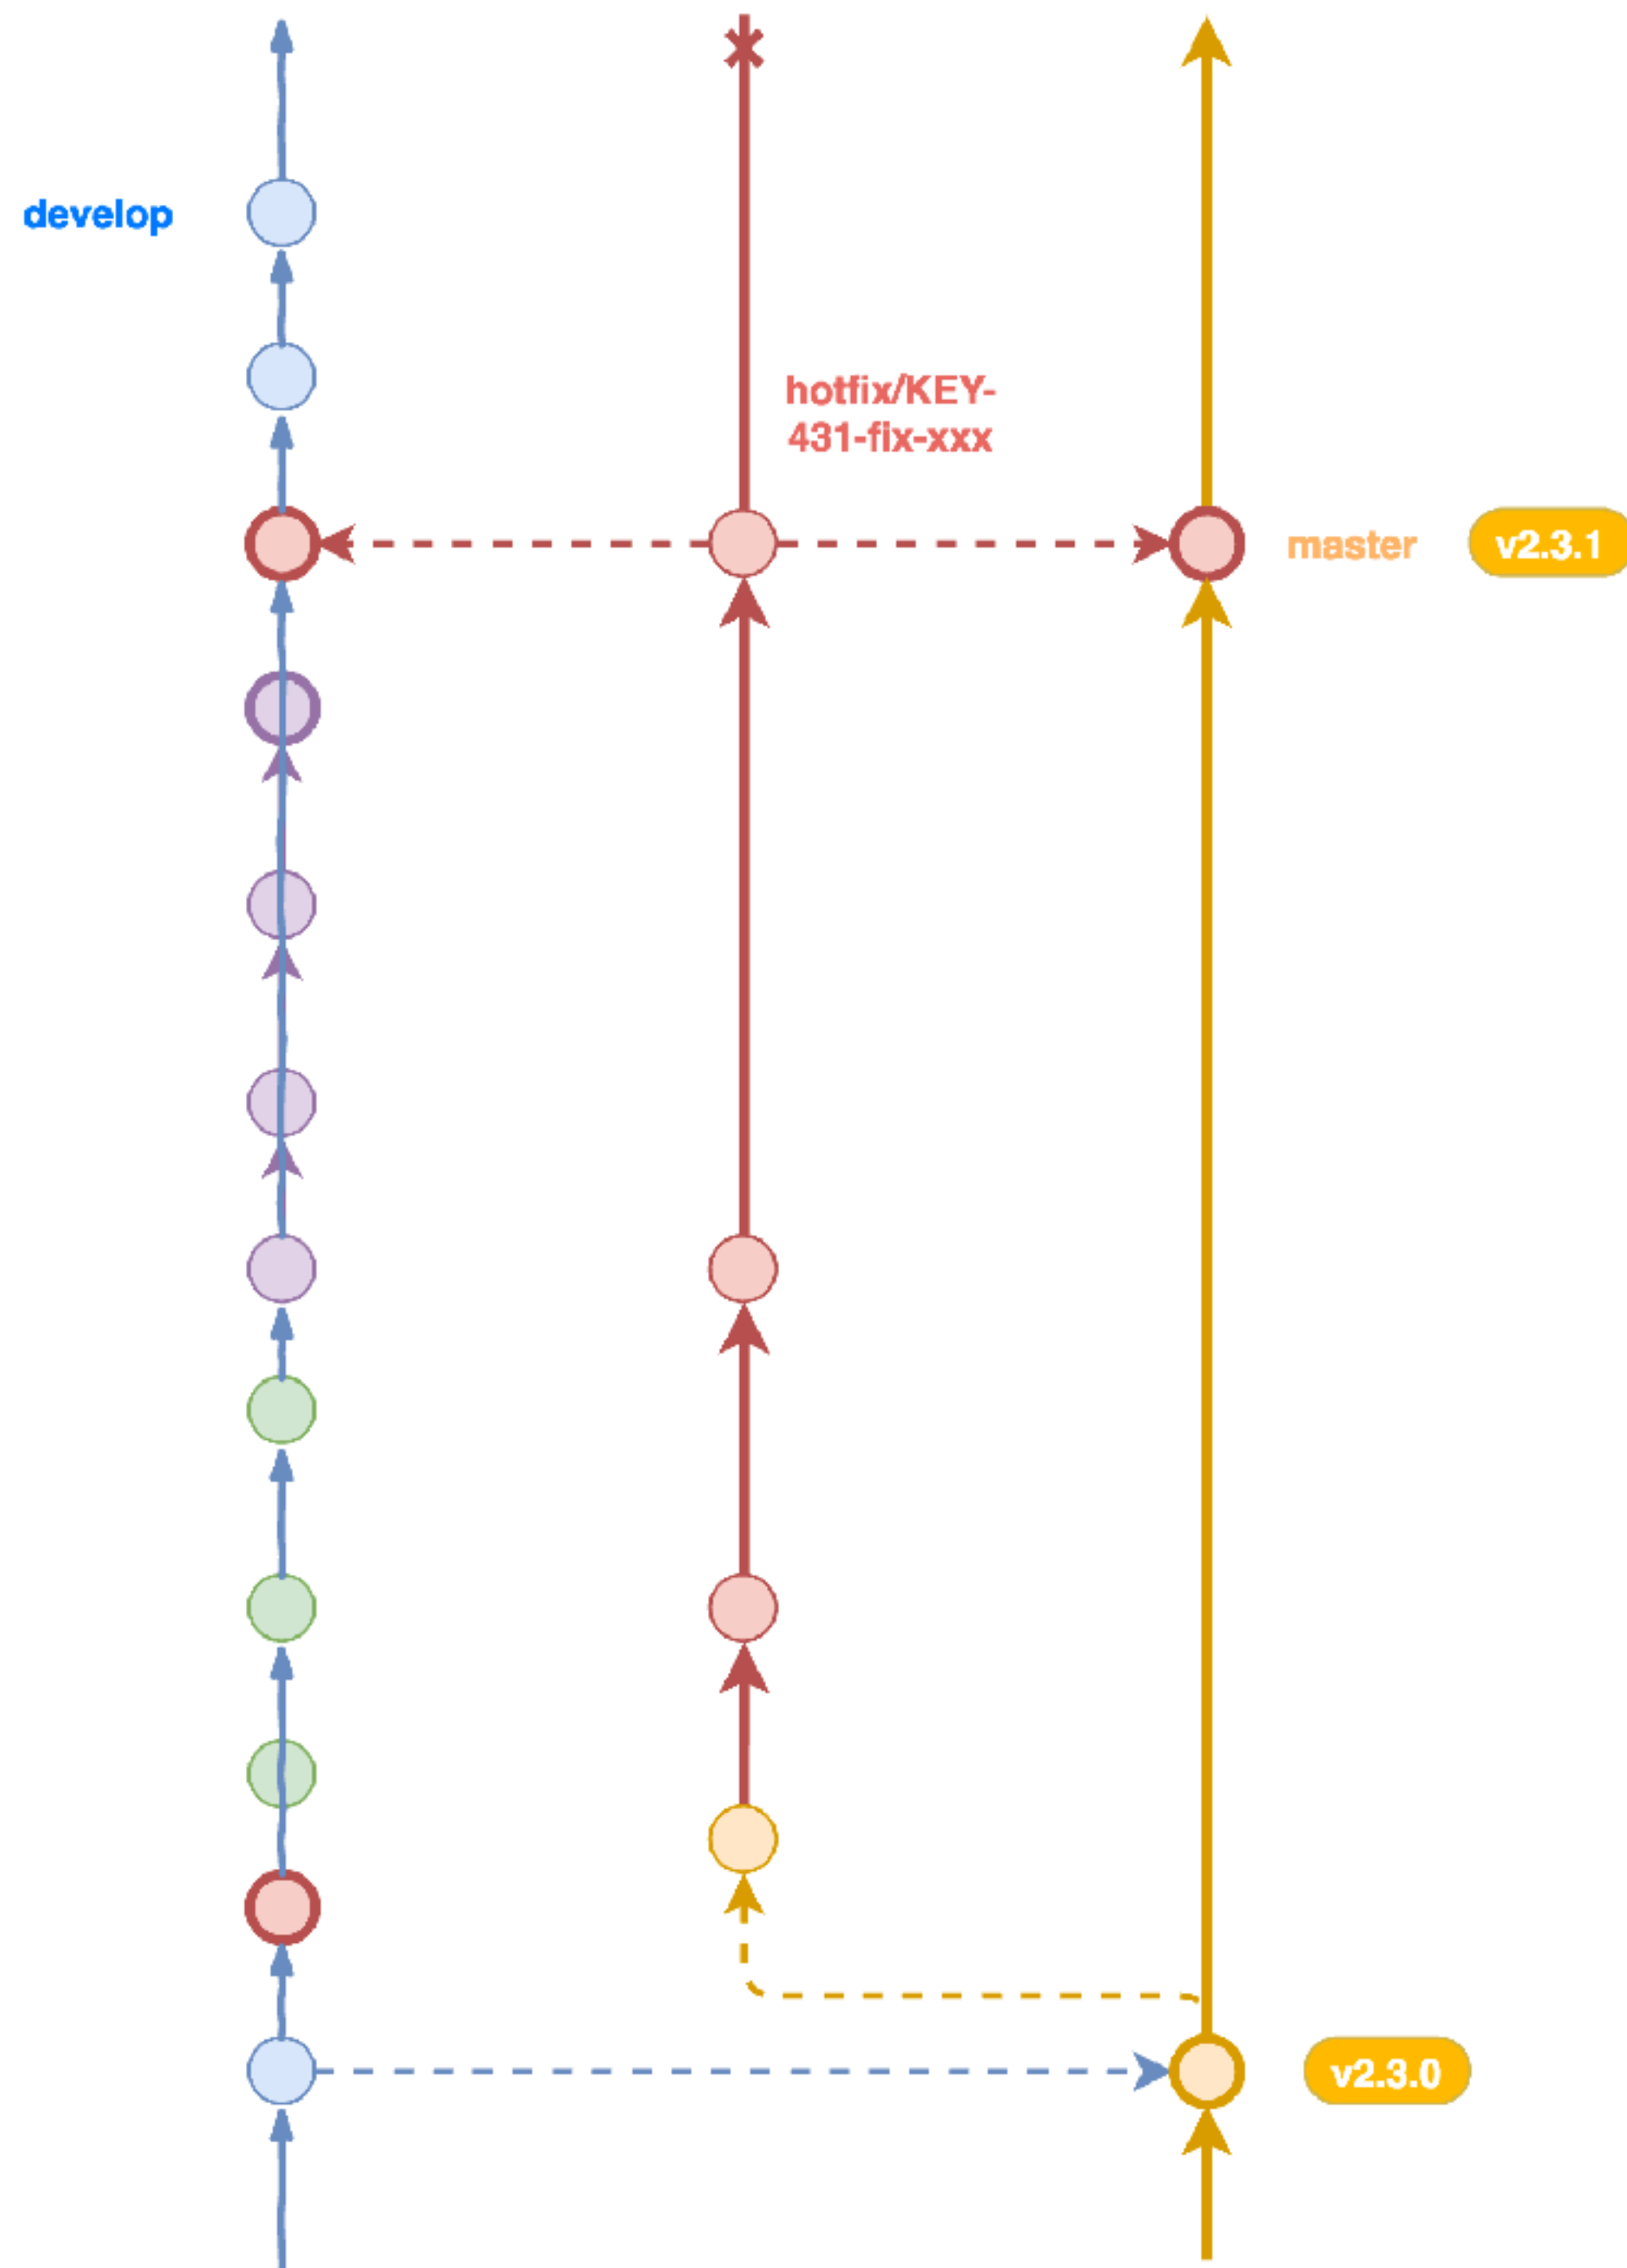 develop
hotfix/KEY-
431-fix-xxx
master
v2.3.1
v2.3.0